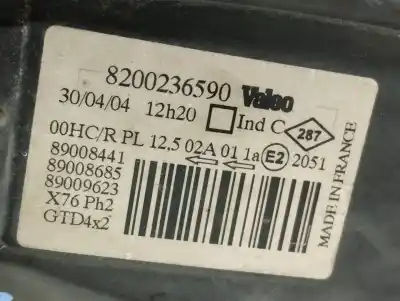 8200236590 Valeo
30/04/04 12h20 Ind C 287
00HC/R PL 12,5 02A 01 1a E2 2051
89008441
89008685
89009623
X76 Ph2
GTD4x2
MADE IN FRANCE